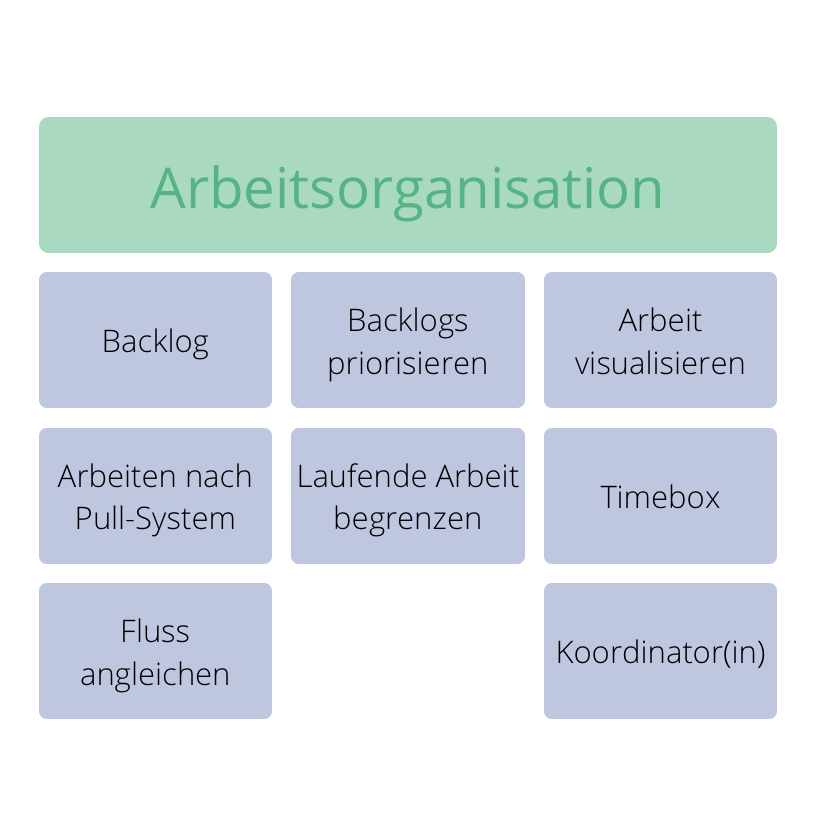 Arbeitsorganisation
Backlog
Backlogs
priorisieren
Arbeit
visualisieren
Arbeiten nach
Pull-System
Laufende Arbeit
begrenzen
Timebox
Fluss
angleichen
Koordinator(in)